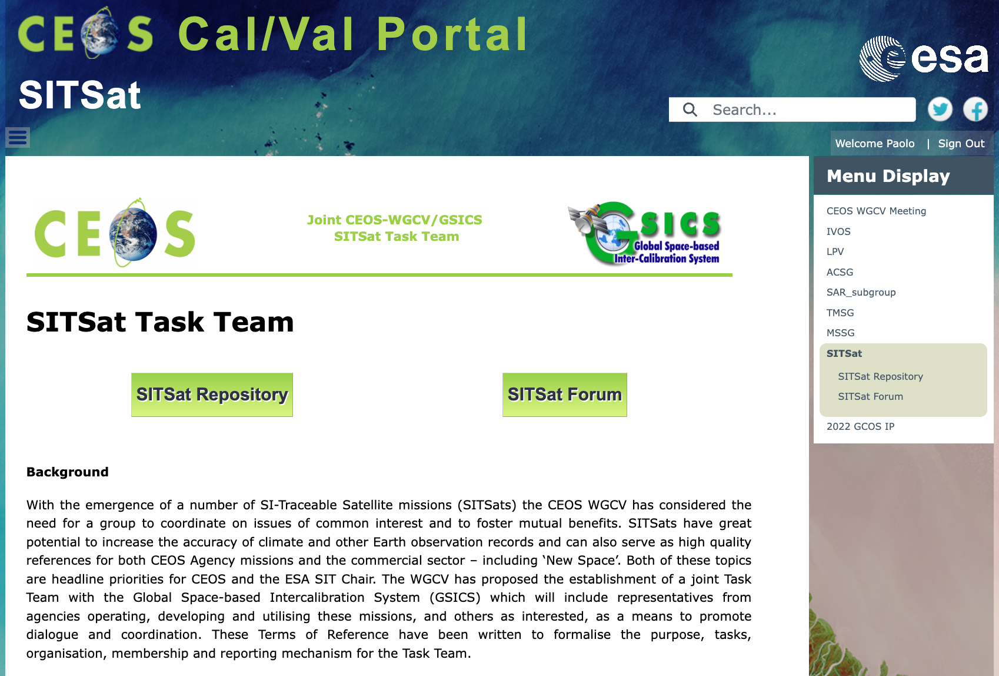 CEOS Cal/Val Portal
esa
SITSat
Search...
Welcome Paolo | Sign Out
Menu Display
CEOS WGCV Meeting
IVOS
LPV
ACSG
SAR_subgroup
TMSG
MSSG
SITSat
SITSat Repository
SITSat Forum
2022 GCOS IP
CEOS
Joint CEOS-WGCV/GSICS
SITSat Task Team
GSICS
Global Space-based
Inter-Calibration System
SITSat Task Team
SITSat Repository
SITSat Forum
Background
With the emergence of a number of SI-Traceable Satellite missions (SITSats) the CEOS WGCV has considered the
need for a group to coordinate on issues of common interest and to foster mutual benefits. SITSats have great
potential to increase the accuracy of climate and other Earth observation records and can also serve as high quality
references for both CEOS Agency missions and the commercial sector – including ‘New Space’. Both of these topics
are headline priorities for CEOS and the ESA SIT Chair. The WGCV has proposed the establishment of a joint Task
Team with the Global Space-based Intercalibration System (GSICS) which will include representatives from
agencies operating, developing and utilising these missions, and others as interested, as a means to promote
dialogue and coordination. These Terms of Reference have been written to formalise the purpose, tasks,
organisation, membership and reporting mechanism for the Task Team.